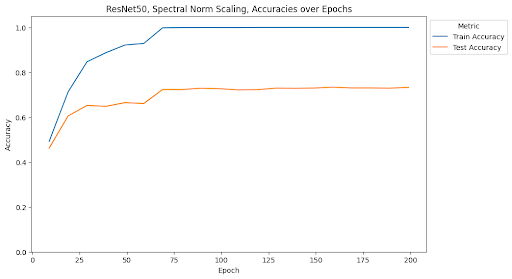 ResNet50, Spectral Norm Scaling, Accuracies over Epochs
Metric
Train Accuracy
Test Accuracy
Accuracy
1.0
0.8
0.6
0.4
0.2
0.0
0 25 50 75 100 125 150 175 200
Epoch